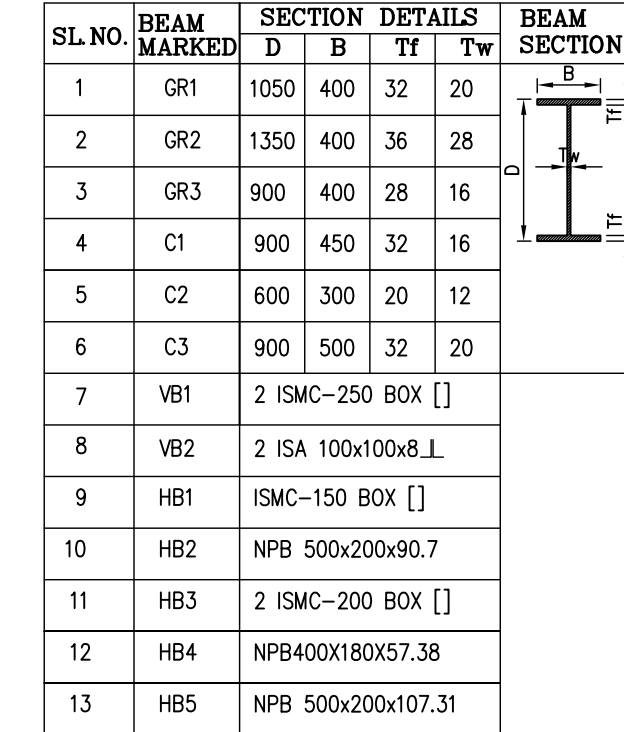 SL. NO. BEAM MARKED SECTION DETAILS BEAM SECTION
D B Tf Tw
1 GR1 1050 400 32 20
2 GR2 1350 400 36 28
3 GR3 900 400 28 16
4 C1 900 450 32 16
5 C2 600 300 20 12
6 C3 900 500 32 20
7 VB1 2 ISMC-250 BOX []
8 VB2 2 ISA 100x100x8 ⅃L
9 HB1 ISMC-150 BOX []
10 HB2 NPB 500x200x90.7
11 HB3 2 ISMC-200 BOX []
12 HB4 NPB400X180X57.38
13 HB5 NPB 500x200x107.31
B
Tf
Tw
D
Tf